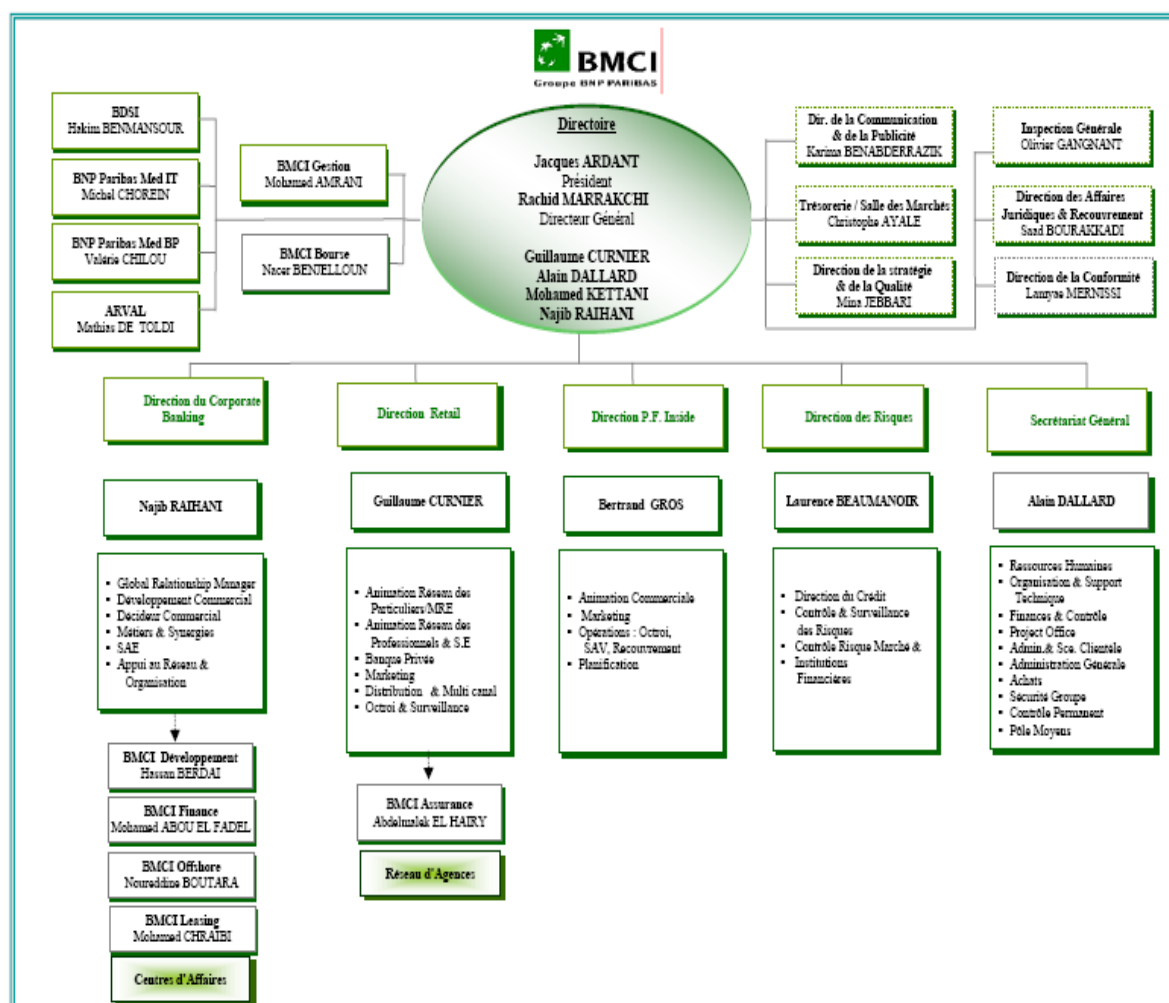 BMCI
Groupe BNP PARIBAS
BDSI
Hakim BENMANSOUR
BNP Paribas Med IT
Michel CHOREIN
BNP Paribas Med BP
Valérie CHILOU
ARVAL
Mathias DE TOLDI
BMCI Gestion
Mohamed AMRANI
BMCI Bourse
Nacer BENJELLOUN
Directoire
Jacques ARDANT
Président
Rachid MARRAKCHI
Directeur Général
Guillaume CURNIER
Alain DALLARD
Mohamed KETTANI
Najib RAIHANI
Dir. de la Communication
& de la Publicité
Karima BENABDERRAZIK
Trésorerie / Salle des Marchés
Christophe AYALE
Direction de la stratégie
& de la Qualité
Mina JEBBARI
Inspection Générale
Olivier GANGNANT
Direction des Affaires
Juridiques & Recouvrement
Saad BOURAKKADI
Direction de la Conformité
Lamyae MERNISSI
Direction du Corporate
Banking
Najib RAIHANI
▪ Global Relationship Manager
▪ Développement Commercial
▪ Décideur Commercial
▪ Métiers & Synergies
▪ SAE
▪ Appui au Réseau &
Organisation
BMCI Développement
Hassan BERDAI
BMCI Finance
Mohamed ABOU EL FADEL
BMCI Offshore
Noureddine BOUTARA
BMCI Leasing
Mohamed CHRAIBI
Centres d'Affaires
Direction Retail
Guillaume CURNIER
▪ Animation Réseau des
Particuliers/MRE
▪ Animation Réseau des
Professionnels & S.E
▪ Banque Privée
▪ Marketing
▪ Distribution & Multi canal
▪ Octroi & Surveillance
BMCI Assurance
Abdelmalek EL HAIRY
Réseau d'Agences
Direction P.F. Inside
Bertrand GROS
▪ Animation Commerciale
▪ Marketing
▪ Opérations : Octroi,
SAV, Recouvrement
▪ Planification
Direction des Risques
Laurence BEAUMANOIR
▪ Direction du Crédit
▪ Contrôle & Surveillance
des Risques
▪ Contrôle Risque Marché &
▪ Institutions
Financières
Secrétariat Général
Alain DALLARD
▪ Ressources Humaines
▪ Organisation & Support
Technique
▪ Finances & Contrôle
▪ Project Office
▪ Admin.& Sce. Clientèle
▪ Administration Générale
▪ Achats
▪ Sécurité Groupe
▪ Contrôle Permanent
▪ Pôle Moyens